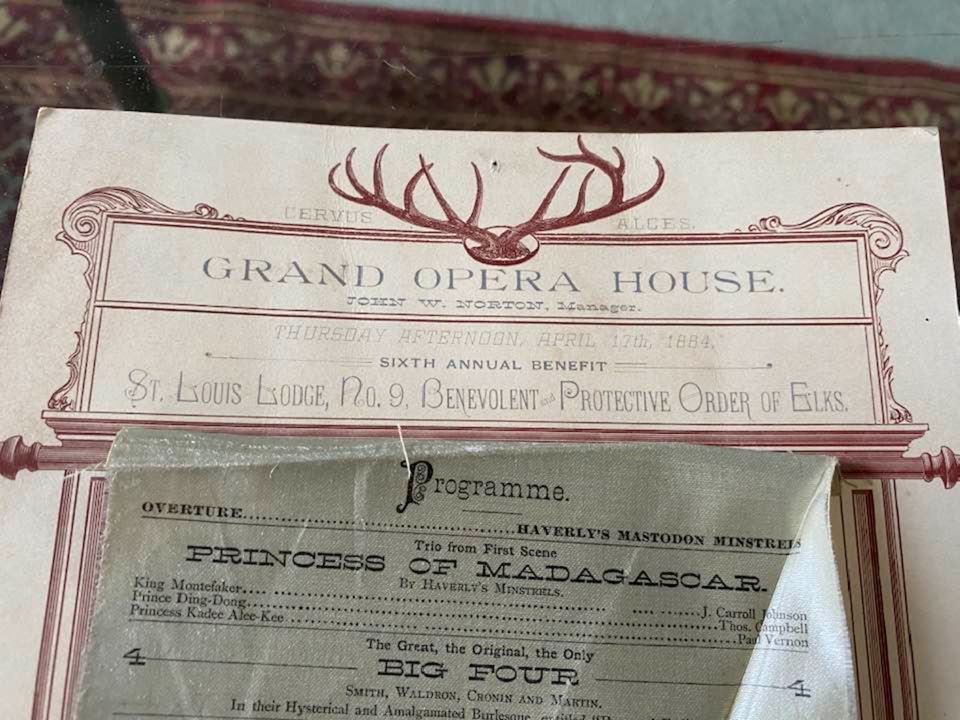 CERVUS ALCES.
GRAND OPERA HOUSE.
JOHN W. NORTON, Manager.
THURSDAY AFTERNOON, APRIL 17th, 1884,
SIXTH ANNUAL BENEFIT
ST. LOUIS LODGE, NO. 9, BENEVOLENT and PROTECTIVE ORDER OF ELKS.
Programme.
OVERTURE................HAVERLY'S MASTODON MINSTRELS
Trio from First Scene
PRINCESS OF MADAGASCAR.
BY HAVERLY'S MINSTRELS.
King Montefaker................J. Carroll Johnson
Prince Ding-Dong................Thos. Campbell
Princess Kadee Alee-Kee................Paul Vernon
The Great, the Original, the Only
4 BIG FOUR 4
SMITH, WALDRON, CRONIN AND MARTIN.
In their Hysterical and Amalgamated Burlesque, entitled